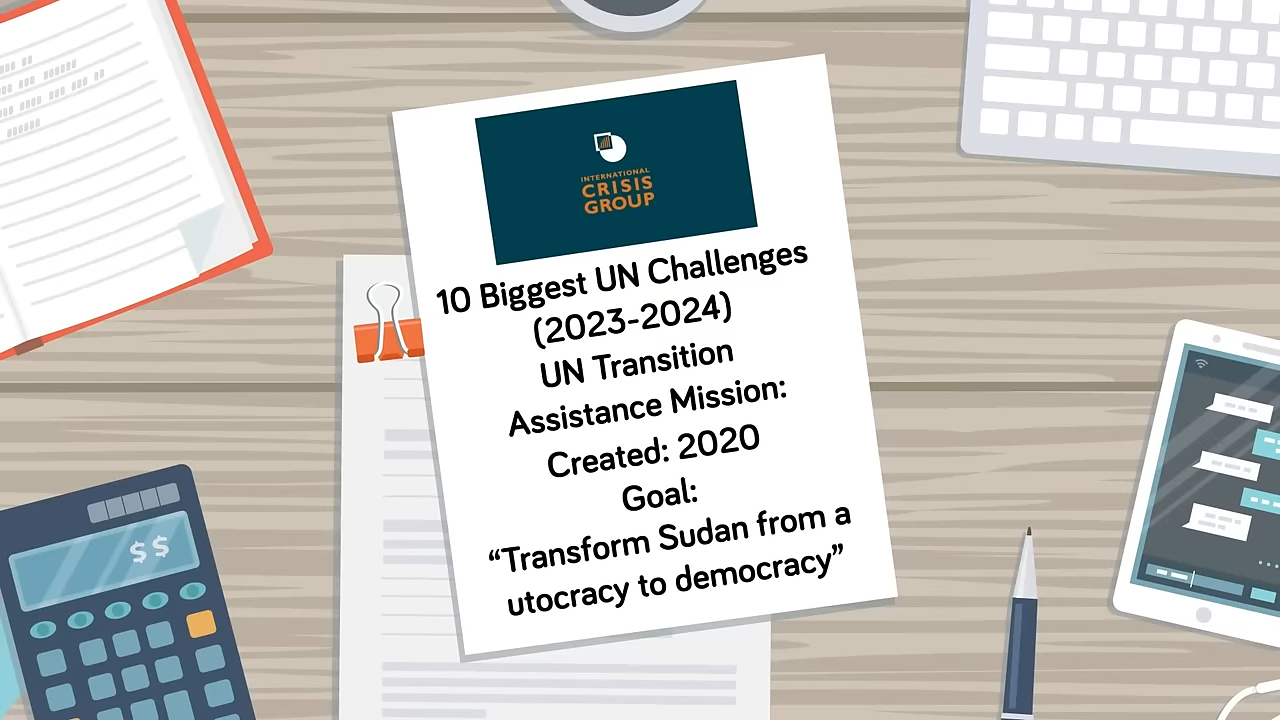 INTERNATIONAL
CRISIS
GROUP
10 Biggest UN Challenges
(2023-2024)
UN Transition
Assistance Mission:
Created: 2020
Goal:
“Transform Sudan from a
utocracy to democracy”
$$